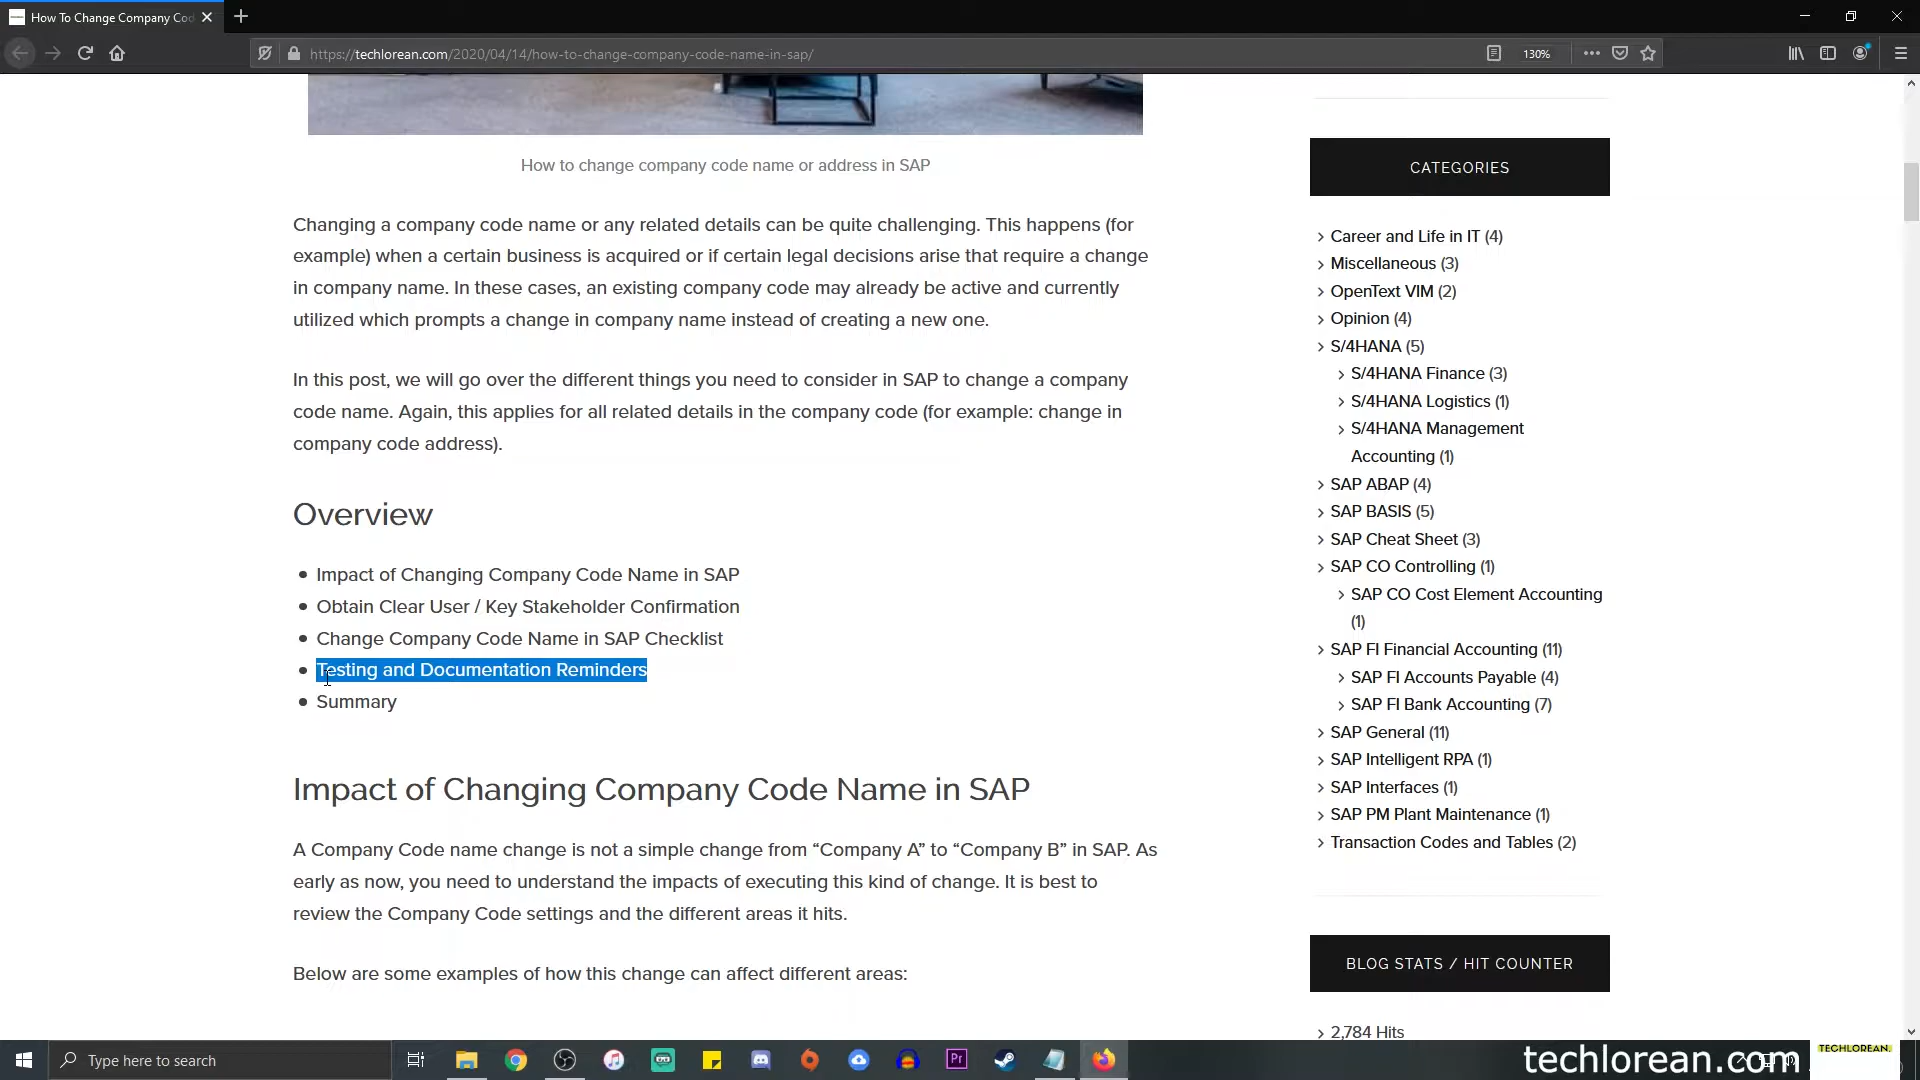 How To Change Company Cod
https://techlorean.com/2020/04/14/how-to-change-company-code-name-in-sap/
130%
How to change company code name or address in SAP
Changing a company code name or any related details can be quite challenging. This happens (for
example) when a certain business is acquired or if certain legal decisions arise that require a change
in company name. In these cases, an existing company code may already be active and currently
utilized which prompts a change in company name instead of creating a new one.
In this post, we will go over the different things you need to consider in SAP to change a company
code name. Again, this applies for all related details in the company code (for example: change in
company code address).
Overview
Impact of Changing Company Code Name in SAP
Obtain Clear User / Key Stakeholder Confirmation
Change Company Code Name in SAP Checklist
Testing and Documentation Reminders
Summary
Impact of Changing Company Code Name in SAP
A Company Code name change is not a simple change from “Company A” to “Company B” in SAP. As
early as now, you need to understand the impacts of executing this kind of change. It is best to
review the Company Code settings and the different areas it hits.
Below are some examples of how this change can affect different areas:
CATEGORIES
Career and Life in IT (4)
Miscellaneous (3)
OpenText VIM (2)
Opinion (4)
S/4HANA (5)
S/4HANA Finance (3)
S/4HANA Logistics (1)
S/4HANA Management
Accounting (1)
SAP ABAP (4)
SAP BASIS (5)
SAP Cheat Sheet (3)
SAP CO Controlling (1)
SAP CO Cost Element Accounting
(1)
SAP FI Financial Accounting (11)
SAP FI Accounts Payable (4)
SAP FI Bank Accounting (7)
SAP General (11)
SAP Intelligent RPA (1)
SAP Interfaces (1)
SAP PM Plant Maintenance (1)
Transaction Codes and Tables (2)
BLOG STATS / HIT COUNTER
2,784 Hits
Type here to search
Pr
techlorean.com
TECHLOREAN.